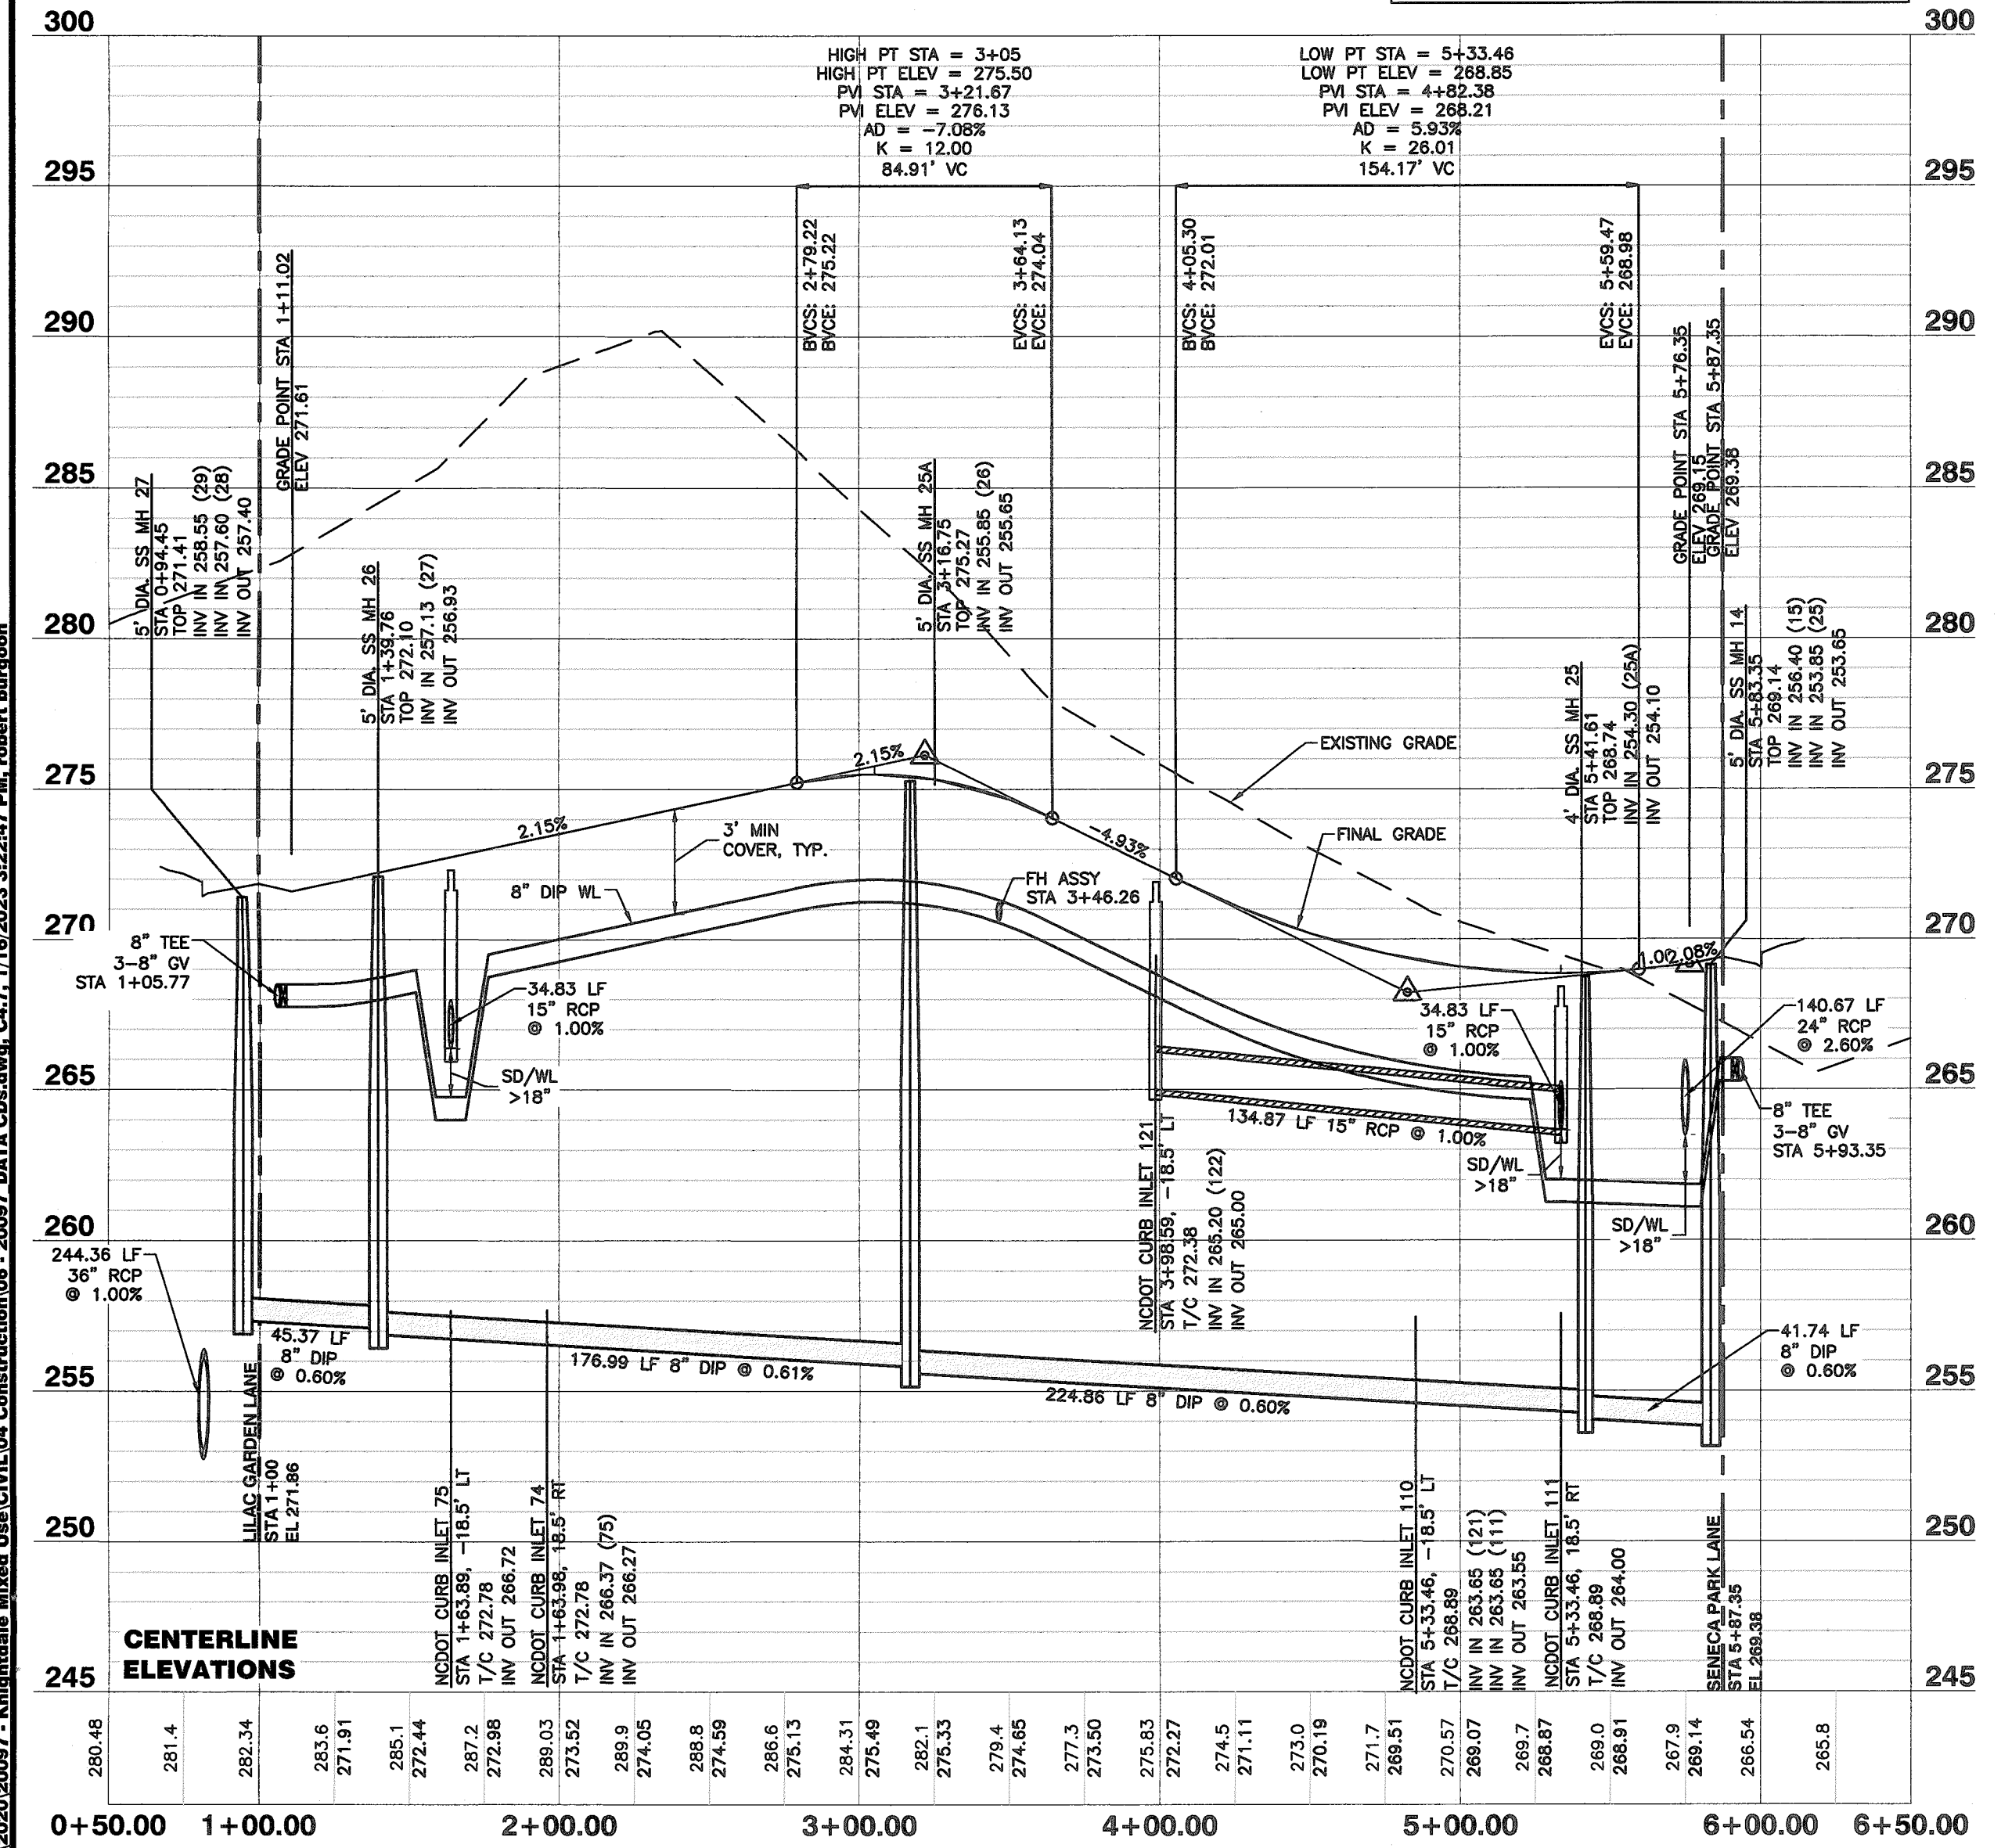 300
300
HIGH PT STA = 3+05
HIGH PT ELEV = 275.50
PVI STA = 3+21.67
PVI ELEV = 276.13
AD = -7.08%
K = 12.00
84.91' VC
LOW PT STA = 5+33.46
LOW PT ELEV = 268.85
PVI STA = 4+82.38
PVI ELEV = 268.21
AD = 5.93%
K = 26.01
154.17' VC
295
295
BVCS: 2+79.22
BVCE: 275.22
EVCS: 3+64.13
EVCE: 274.04
BVCS: 4+05.30
BVCE: 272.01
EVCS: 5+59.47
EVCE: 268.98
290
290
GRADE POINT STA 1+11.02
ELEV 271.61
GRADE POINT STA 5+76.35
ELEV 269.15
GRADE POINT STA 5+87.35
ELEV 269.38
285
285
5' DIA. SS MH 27
STA 0+94.45
TOP 271.41
INV IN 258.55 (29)
INV IN 257.60 (28)
INV OUT 257.40
5' DIA. SS MH 26
STA 1+39.76
TOP 272.10
INV IN 257.13 (27)
INV OUT 256.93
5' DIA. SS MH 25A
STA 3+16.75
TOP 275.27
INV IN 255.85 (26)
INV OUT 255.65
4' DIA. SS MH 25
STA 5+41.61
TOP 268.74
INV IN 254.30 (25A)
INV OUT 254.10
5' DIA. SS MH 14
STA 5+83.35
TOP 269.14
INV IN 256.40 (15)
INV IN 253.85 (25)
INV OUT 253.65
280
280
275
275
2.15%
2.15%
-4.93%
1.0
2.08%
EXISTING GRADE
FINAL GRADE
3' MIN
COVER, TYP.
8" DIP WL
FH ASSY
STA 3+46.26
270
270
8" TEE
3-8" GV
STA 1+05.77
34.83 LF
15" RCP
@ 1.00%
SD/WL
>18"
34.83 LF
15" RCP
@ 1.00%
140.67 LF
24" RCP
@ 2.60%
265
265
134.87 LF 15" RCP @ 1.00%
8" TEE
3-8" GV
STA 5+93.35
SD/WL
>18"
SD/WL
>18"
NCDOT CURB INLET 121
STA 3+98.59, -18.5' LT
T/C 272.38
INV IN 265.20 (122)
INV OUT 265.00
260
260
244.36 LF
36" RCP
@ 1.00%
45.37 LF
8" DIP
@ 0.60%
176.99 LF 8" DIP @ 0.61%
224.86 LF 8" DIP @ 0.60%
41.74 LF
8" DIP
@ 0.60%
255
255
LILAC GARDEN LANE
STA 1+00
EL 271.86
NCDOT CURB INLET 75
STA 1+63.89, -18.5' LT
T/C 272.78
INV OUT 266.72
NCDOT CURB INLET 74
STA 1+63.98, 18.5' RT
T/C 272.78
INV IN 266.37 (75)
INV OUT 266.27
NCDOT CURB INLET 110
STA 5+33.46, -18.5' LT
T/C 268.89
INV IN 263.65 (121)
INV IN 263.65 (111)
INV OUT 263.55
NCDOT CURB INLET 111
STA 5+33.46, 18.5' RT
T/C 268.89
INV OUT 264.00
SENECA PARK LANE
STA 5+87.35
EL 269.38
250
250
CENTERLINE
ELEVATIONS
245
245
280.48
281.4
282.34
283.6
271.91
285.1
272.44
287.2
272.98
289.03
273.52
289.9
274.05
288.8
274.59
286.6
275.13
284.31
275.49
282.1
275.33
279.4
274.65
277.3
273.50
275.83
272.27
274.5
271.11
273.0
270.19
271.7
269.51
270.57
269.07
269.7
268.87
269.0
268.91
267.9
269.14
266.54
265.8
0+50.00 1+00.00 2+00.00 3+00.00 4+00.00 5+00.00 6+00.00 6+50.00